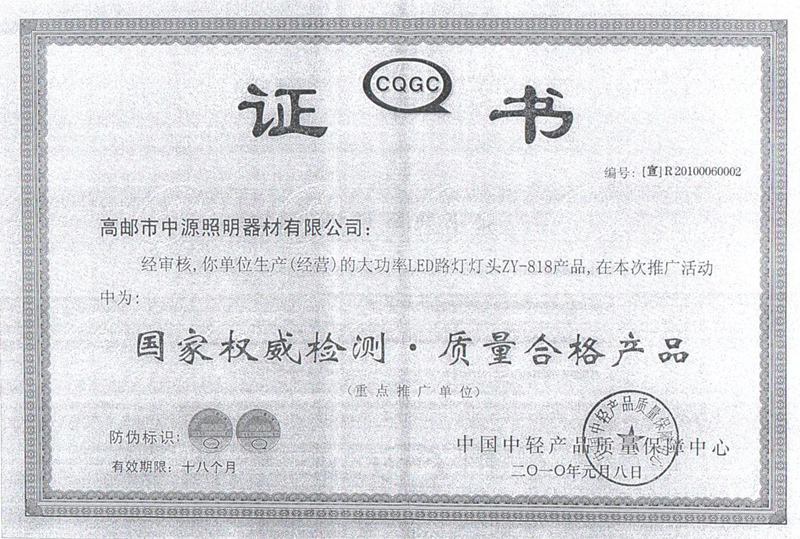 CQGC
证 书
编号:[宣]R20100060002
高邮市中源照明器材有限公司:
经审核,你单位生产(经营)的大功率LED路灯灯头ZY-818产品,在本次推广活动
中为:
国家权威检测·质量合格产品
(重点推广单位)
防伪标识:
有效期限:十八个月
中国中轻产品质量保障中心
二〇一〇年元月八日